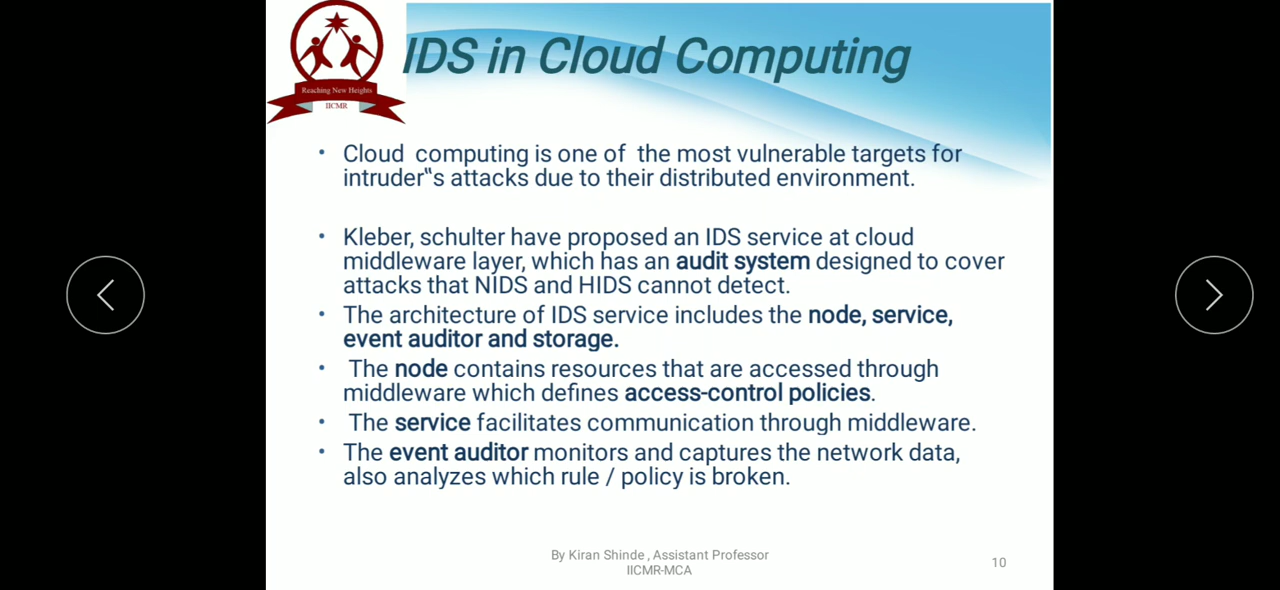 Reaching New Heights
IICMR
IDS in Cloud Computing
• Cloud  computing is one of  the most vulnerable targets for
intruder‟s attacks due to their distributed environment.
• Kleber, schulter have proposed an IDS service at cloud
middleware layer, which has an audit system designed to cover
attacks that NIDS and HIDS cannot detect.
• The architecture of IDS service includes the node, service,
event auditor and storage.
• The node contains resources that are accessed through
middleware which defines access-control policies.
• The service facilitates communication through middleware.
• The event auditor monitors and captures the network data,
also analyzes which rule / policy is broken.
By Kiran Shinde , Assistant Professor
IICMR-MCA
10